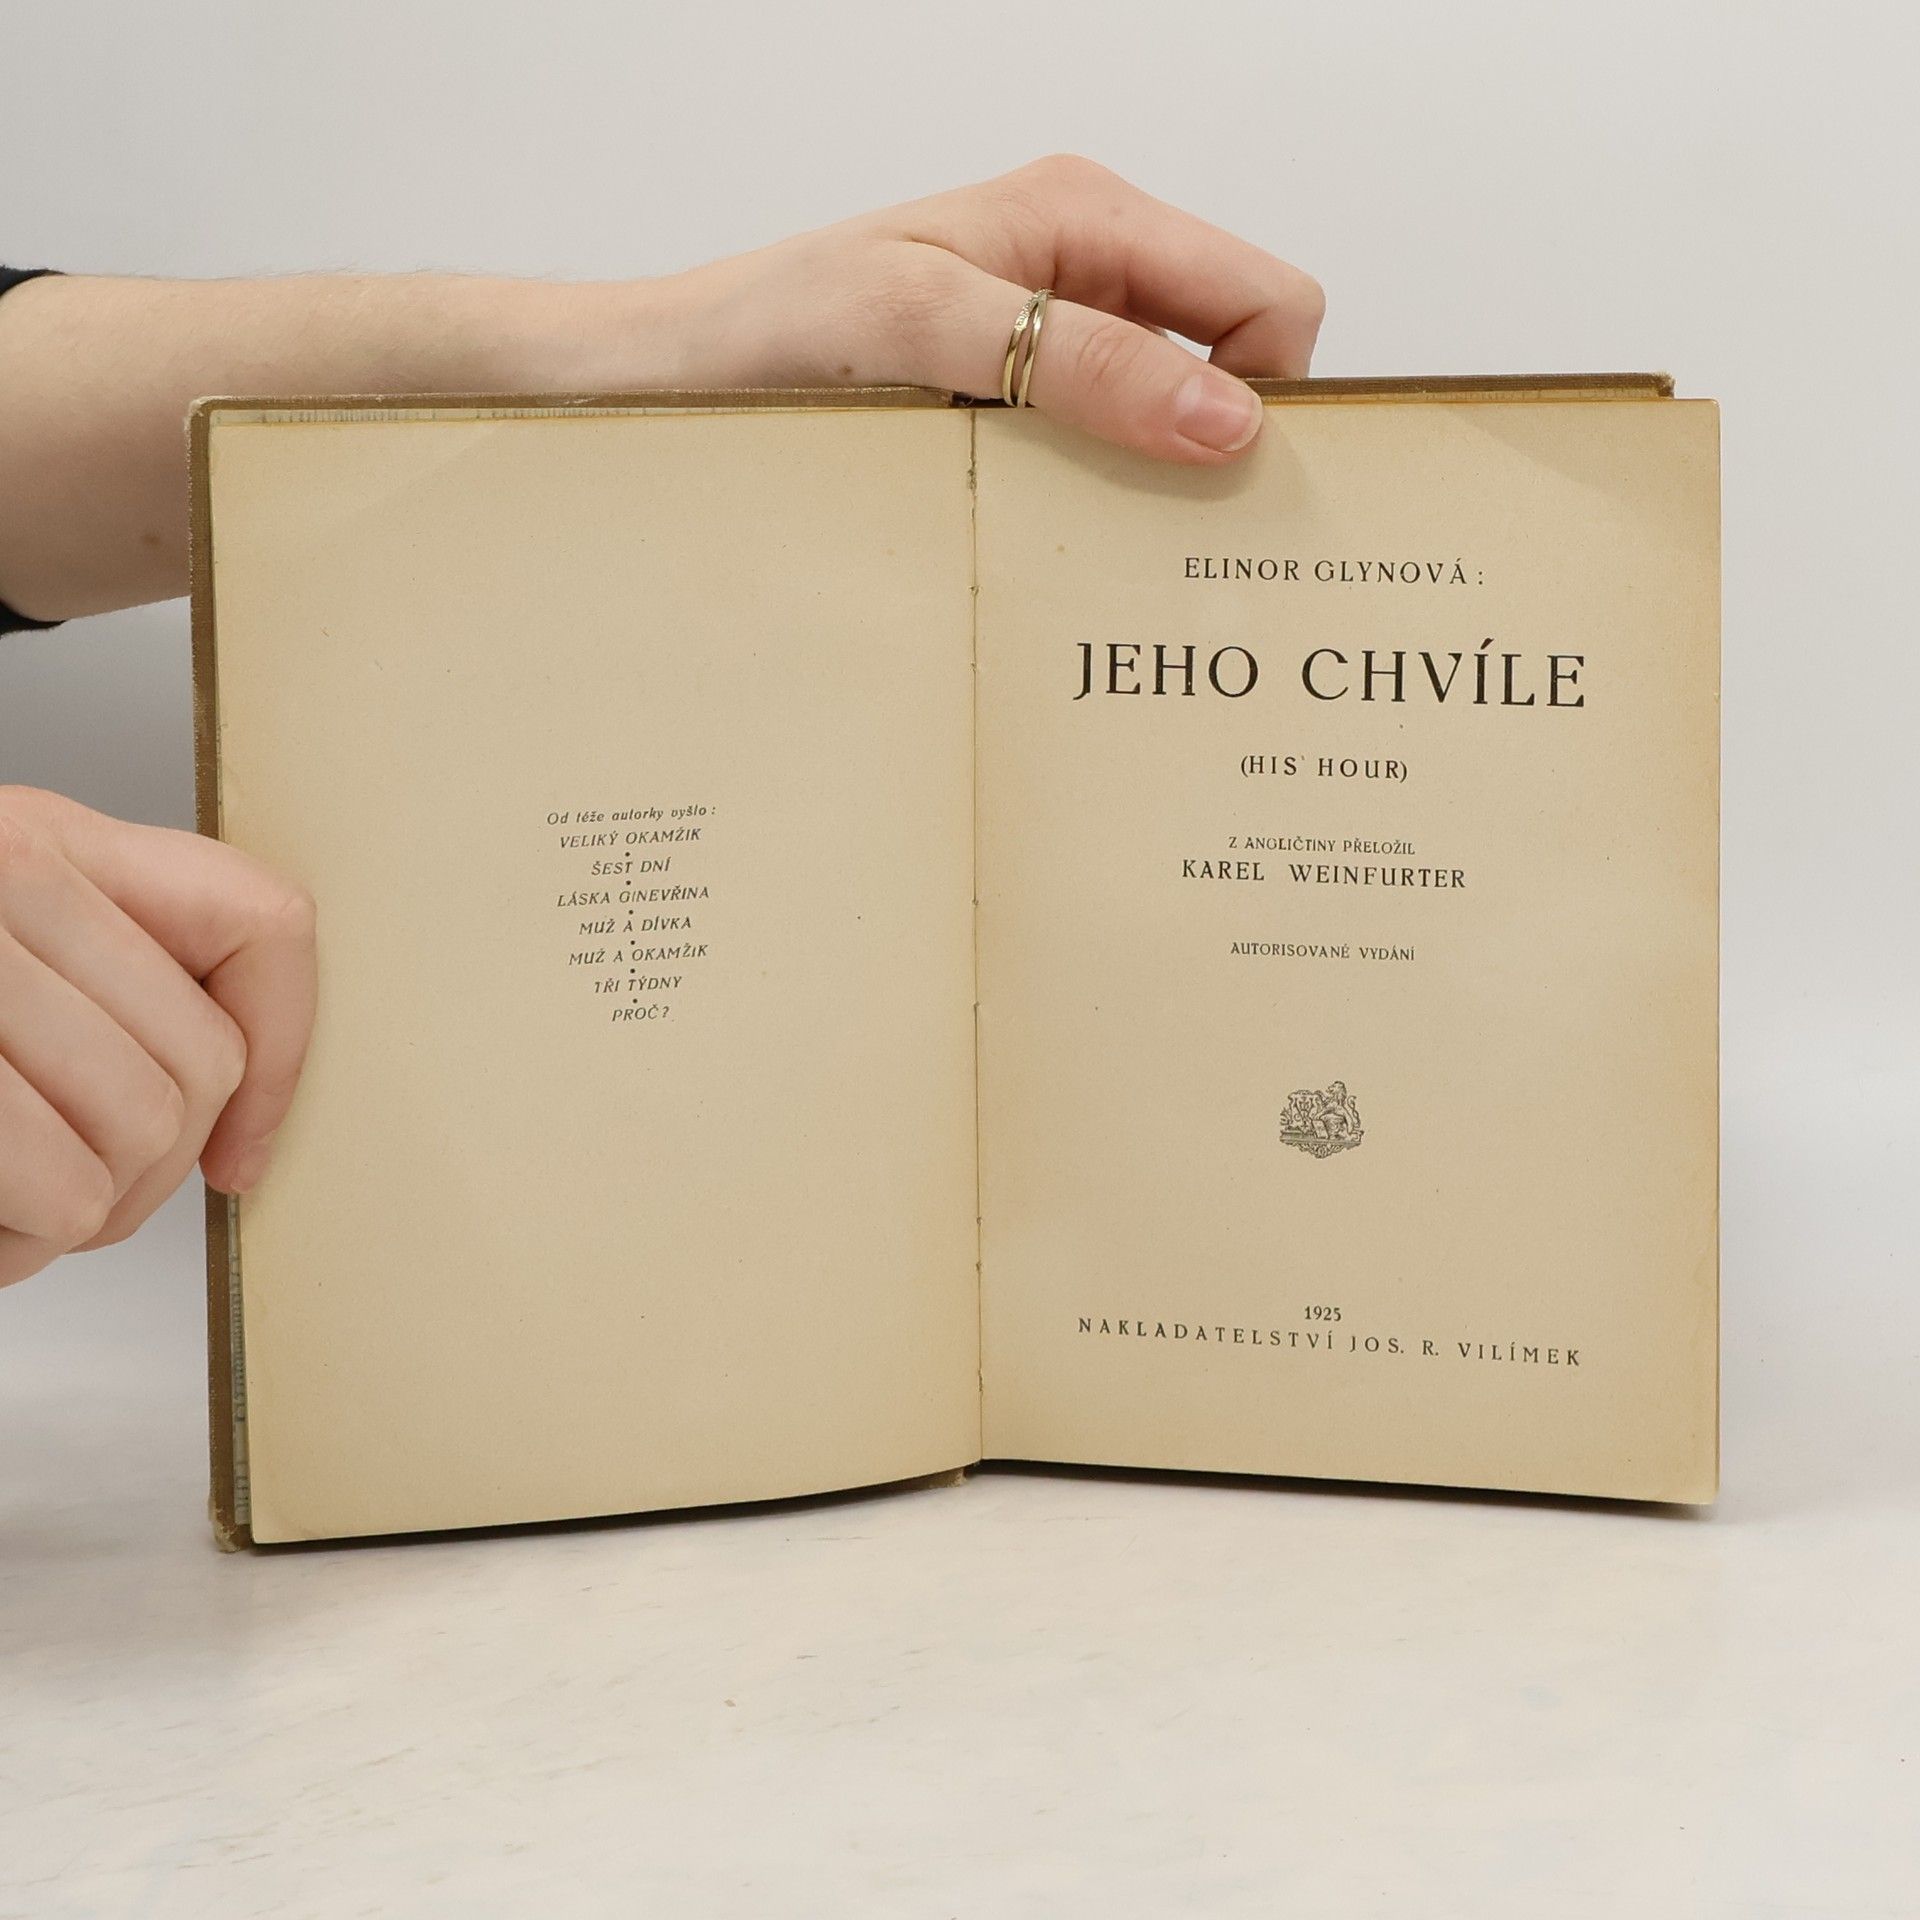 Od téže autorky vyšlo:
VELIKÝ OKAMŽIK
•
ŠEST DNÍ
•
LÁSKA GINEVŘINA
•
MUŽ A DÍVKA
•
MUŽ A OKAMŽIK
•
TŘI TÝDNY
•
PROČ?
ELINOR GLYNOVÁ:
JEHO CHVÍLE
(HIS HOUR)
Z ANGLIČTINY PŘELOŽIL
KAREL WEINFURTER
AUTORISOVANÉ VYDÁNÍ
1925
NAKLADATELSTVÍ JOS. R. VILÍMEK